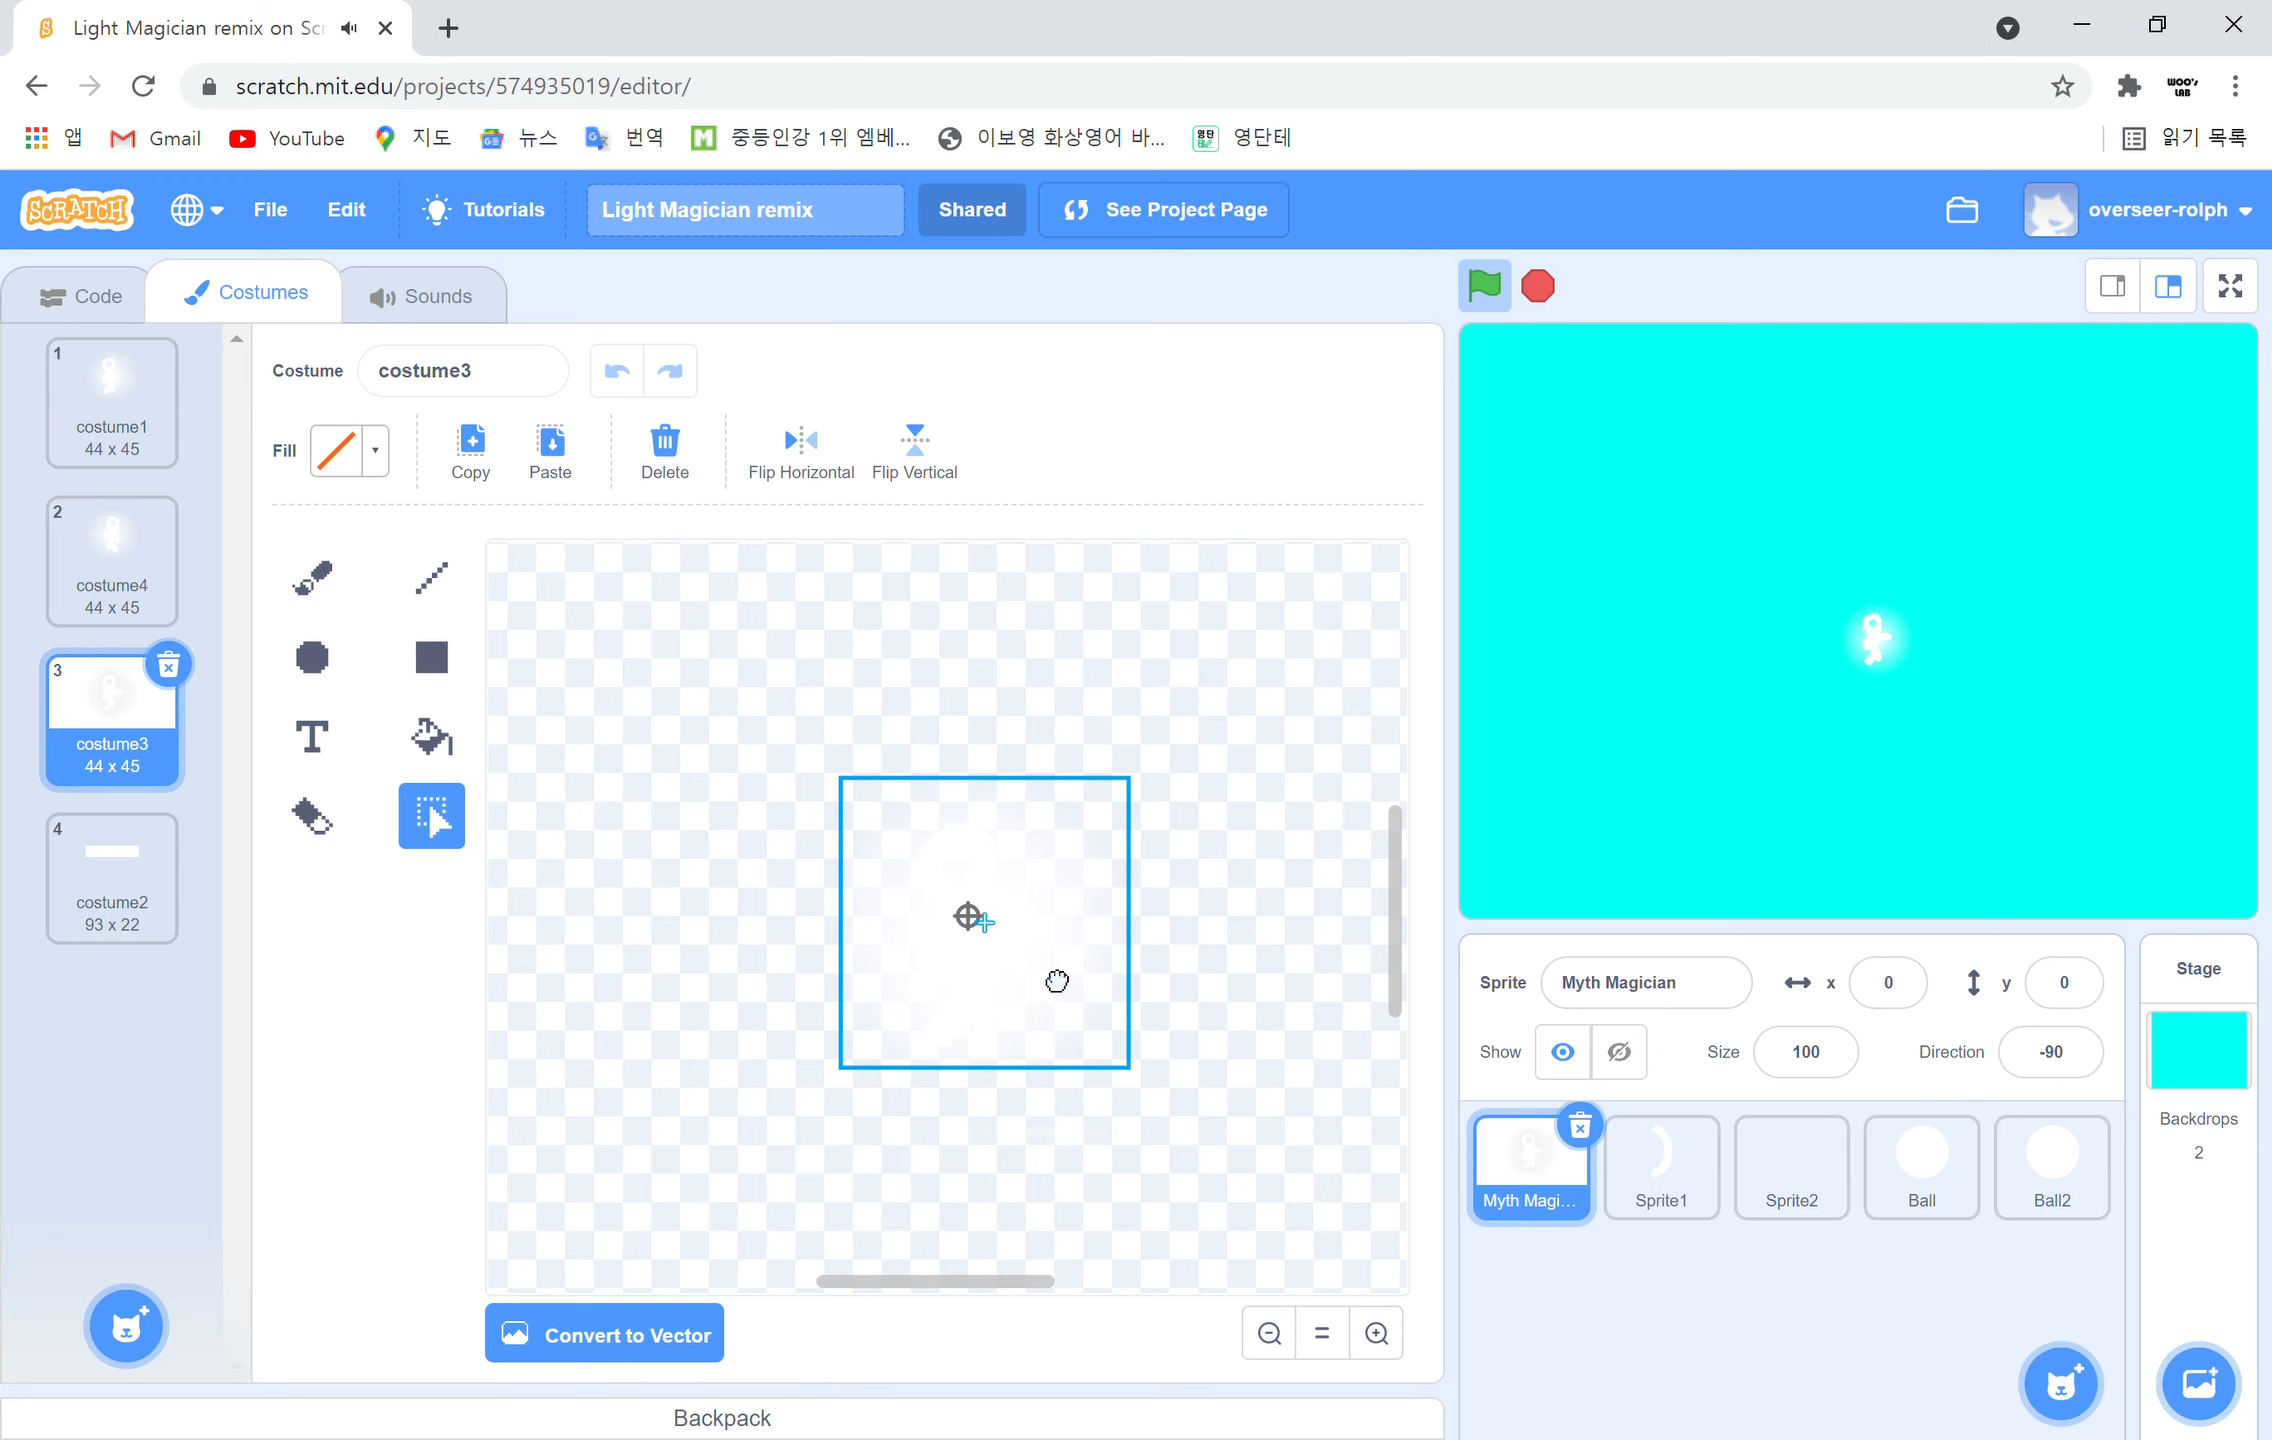 Light Magician remix on Scr
scratch.mit.edu/projects/574935019/editor/
WOO's LAB
앱 Gmail YouTube 지도 뉴스 번역 중등인강 1위 엠베... 이보영 화상영어 바... 영단테 읽기 목록
SCRATCH File Edit Tutorials Light Magician remix Shared See Project Page overseer-rolph
Code Costumes Sounds
1
costume1
44 x 45
2
costume4
44 x 45
3
costume3
44 x 45
4
costume2
93 x 22
Costume costume3
Fill Copy Paste Delete Flip Horizontal Flip Vertical
Convert to Vector
Backpack
Sprite Myth Magician x 0 y 0
Show Size 100 Direction -90
Myth Magi... Sprite1 Sprite2 Ball Ball2
Stage
Backdrops
2